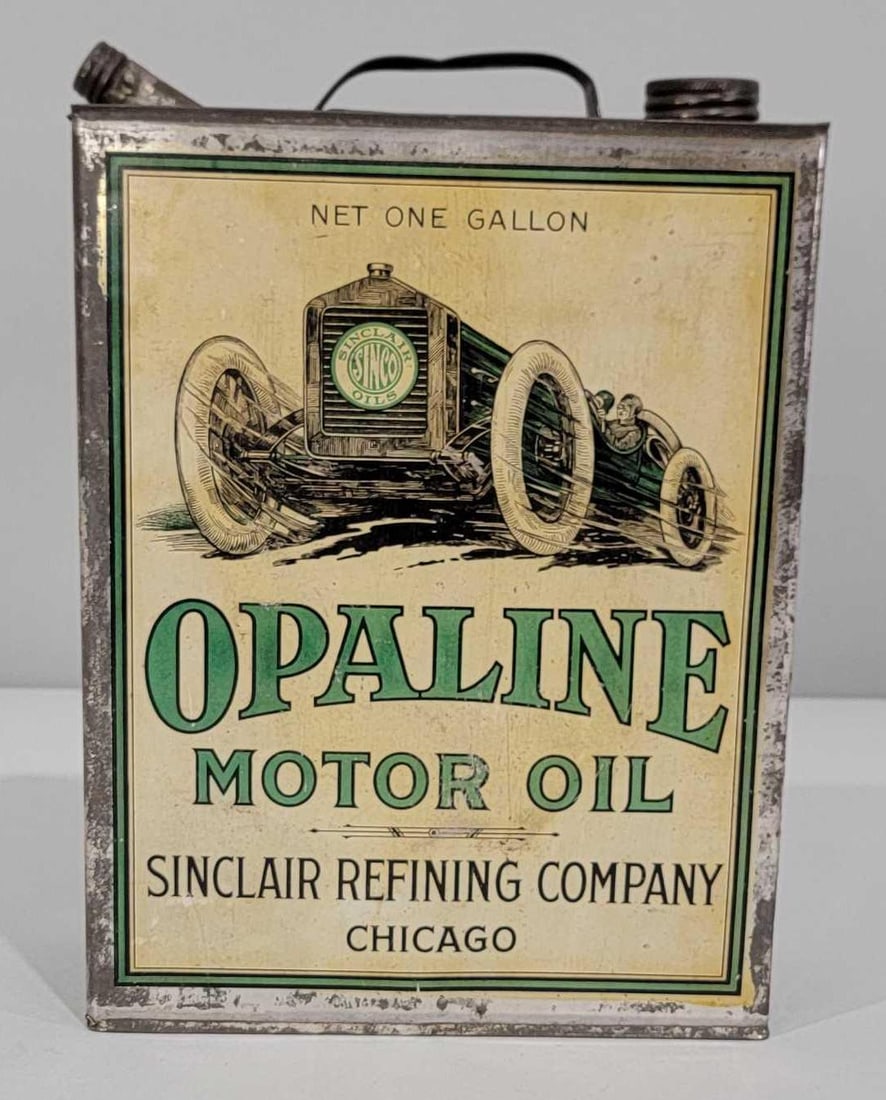 NET ONE GALLON
SINCLAIR
SINCO
OILS
OPALINE
MOTOR OIL
SINCLAIR REFINING COMPANY
CHICAGO